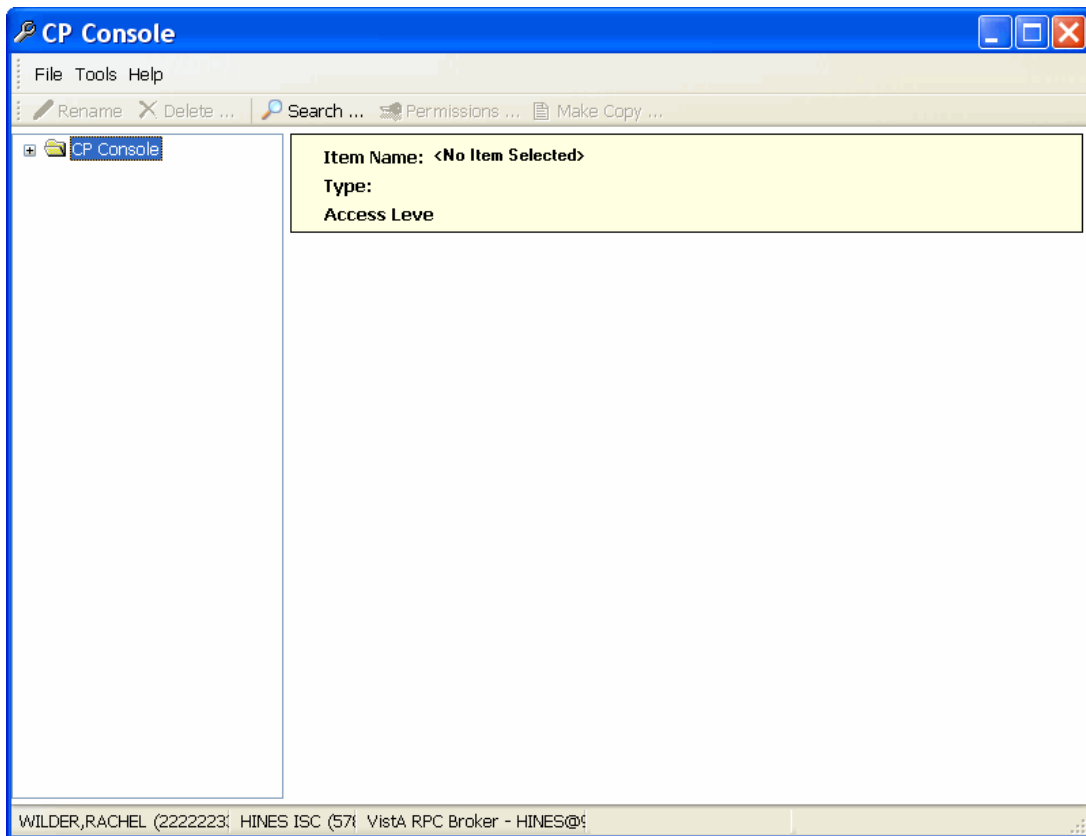 CP Console
File Tools Help
Rename Delete ... Search ... Permissions ... Make Copy ...
CP Console
Item Name: <No Item Selected>
Type:
Access Leve
WILDER,RACHEL (2222223 HINES ISC (57 VistA RPC Broker - HINES@